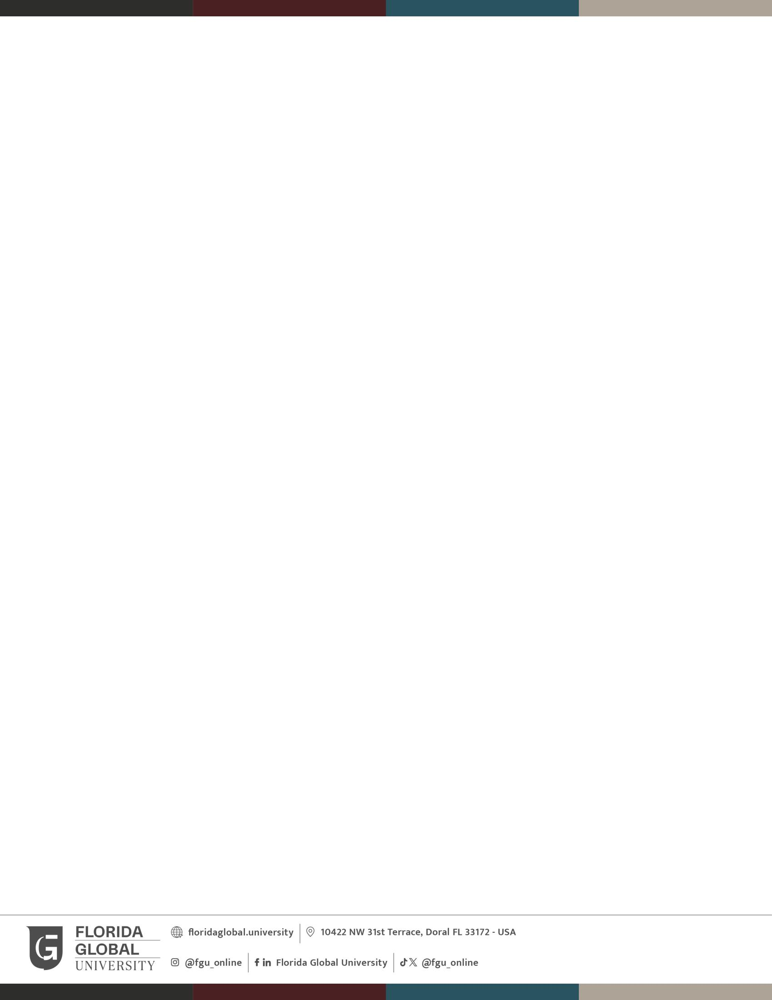 FLORIDA
GLOBAL
UNIVERSITY
floridaglobal.university
10422 NW 31st Terrace, Doral FL 33172 - USA
@fgu_online
Florida Global University
@fgu_online